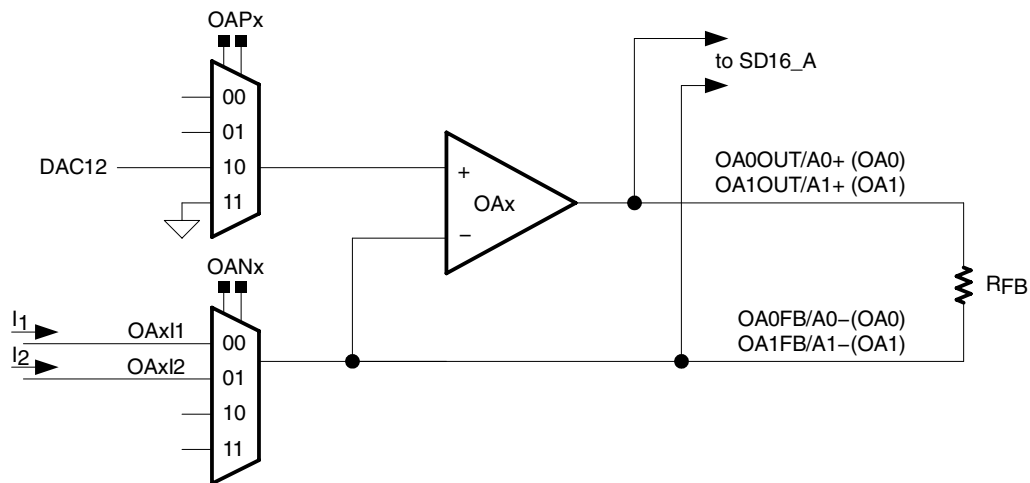 OAPx
to SD16_A
00
01
DAC12
10
11
+
OAx
−
OA0OUT/A0+ (OA0)
OA1OUT/A1+ (OA1)
OANx
RFB
I1
OAxI1
00
I2
OAxI2
01
10
11
OA0FB/A0−(OA0)
OA1FB/A1−(OA1)